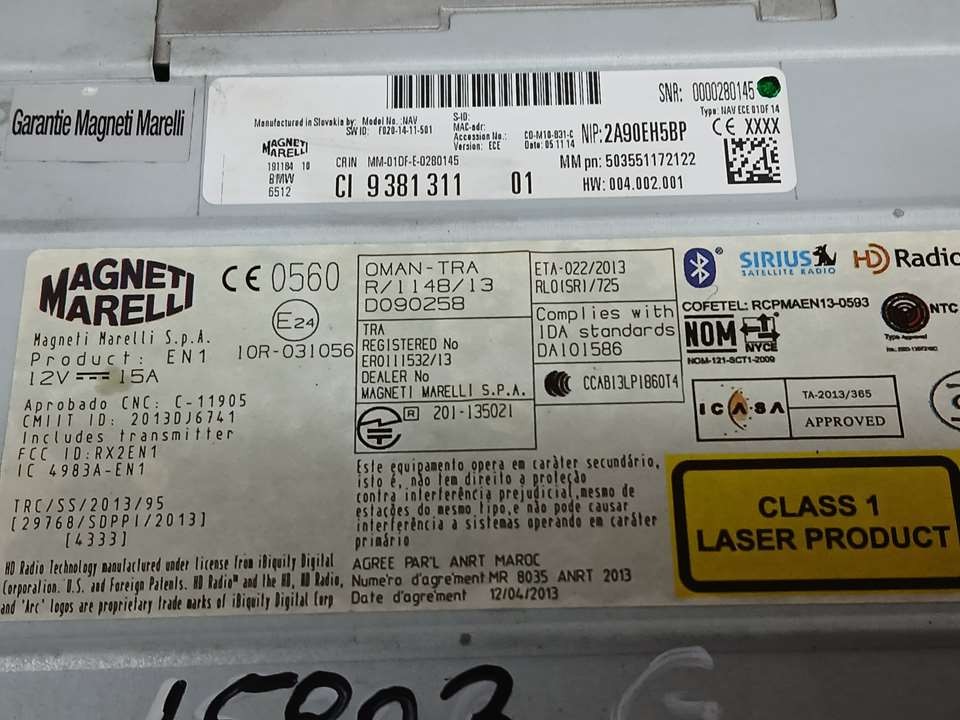 Garantie Magneti Marelli
Manufactured in Slovakia by: Model No.: NAV
SW ID: F020-14-11-501
S-ID:
MAC-adr:
Accession No.: CD-M10-B31-C
Version: ECE Date: 05.11.14
SNR: 0000280145
Type: NAV ECE 01DF 14
NIP: 2A90EH5BP
CE XXXX
MAGNETI
MARELLI
191184 10
BMW
6512
CRIN MM-01DF-E-0280145
CI 9 381 311 01
MM pn: 503551172122
HW: 004.002.001
MAGNETI
MARELLI
CE 0560
E24
10R-031056
Magneti Marelli S.p.A.
Product: EN1
12V 15A
Aprobado CNC: C-11905
CMIIT ID: 2013DJ6741
Includes transmitter
FCC ID:RX2EN1
IC 4983A-EN1
TRC/SS/2013/95
[29768/SDPPI/2013]
[4333]
HD Radio Technology manufactured under license from iBiquity Digital
Corporation. U.S. and Foreign Patents. HD Radio™ and the HD, HD Radio,
and "Arc" logos are proprietary trade marks of iBiquity Digital Corp
OMAN-TRA
R/1148/13
D090258
TRA
REGISTERED No
ER0111532/13
DEALER No
MAGNETI MARELLI S.P.A.
R 201-135021
ETA-022/2013
RLO(SR)/725
Complies with
IDA standards
DA101586
CCAB13LP1860T4
Este equipamento opera em caráter secundário,
isto é, não tem direito a proteção
contra interferência prejudicial,mesmo de
estações do mesmo tipo,e não pode causar
interferência a sistemas operando em caráter
primário
AGREE PAR'L ANRT MAROC
Numero d'agrement MR 8035 ANRT 2013
Date d'agrement 12/04/2013
SIRIUS
SATELLITE RADIO
HD Radio
COFETEL: RCPMAEN13-0593
NOM
NYCE
NOM-121-SCT1-2009
NTC
Type Approved
ICASA
TA-2013/365
APPROVED
CLASS 1
LASER PRODUCT